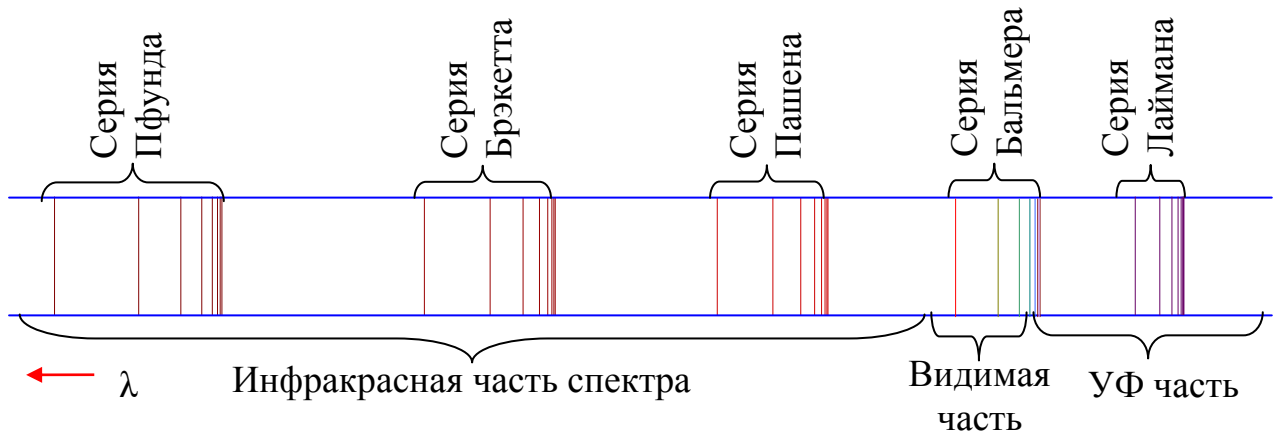 Серия
Пфунда
Серия
Брэкетта
Серия
Пашена
Серия
Бальмера
Серия
Лаймана
λ
Инфракрасная часть спектра
Видимая
часть
УФ часть